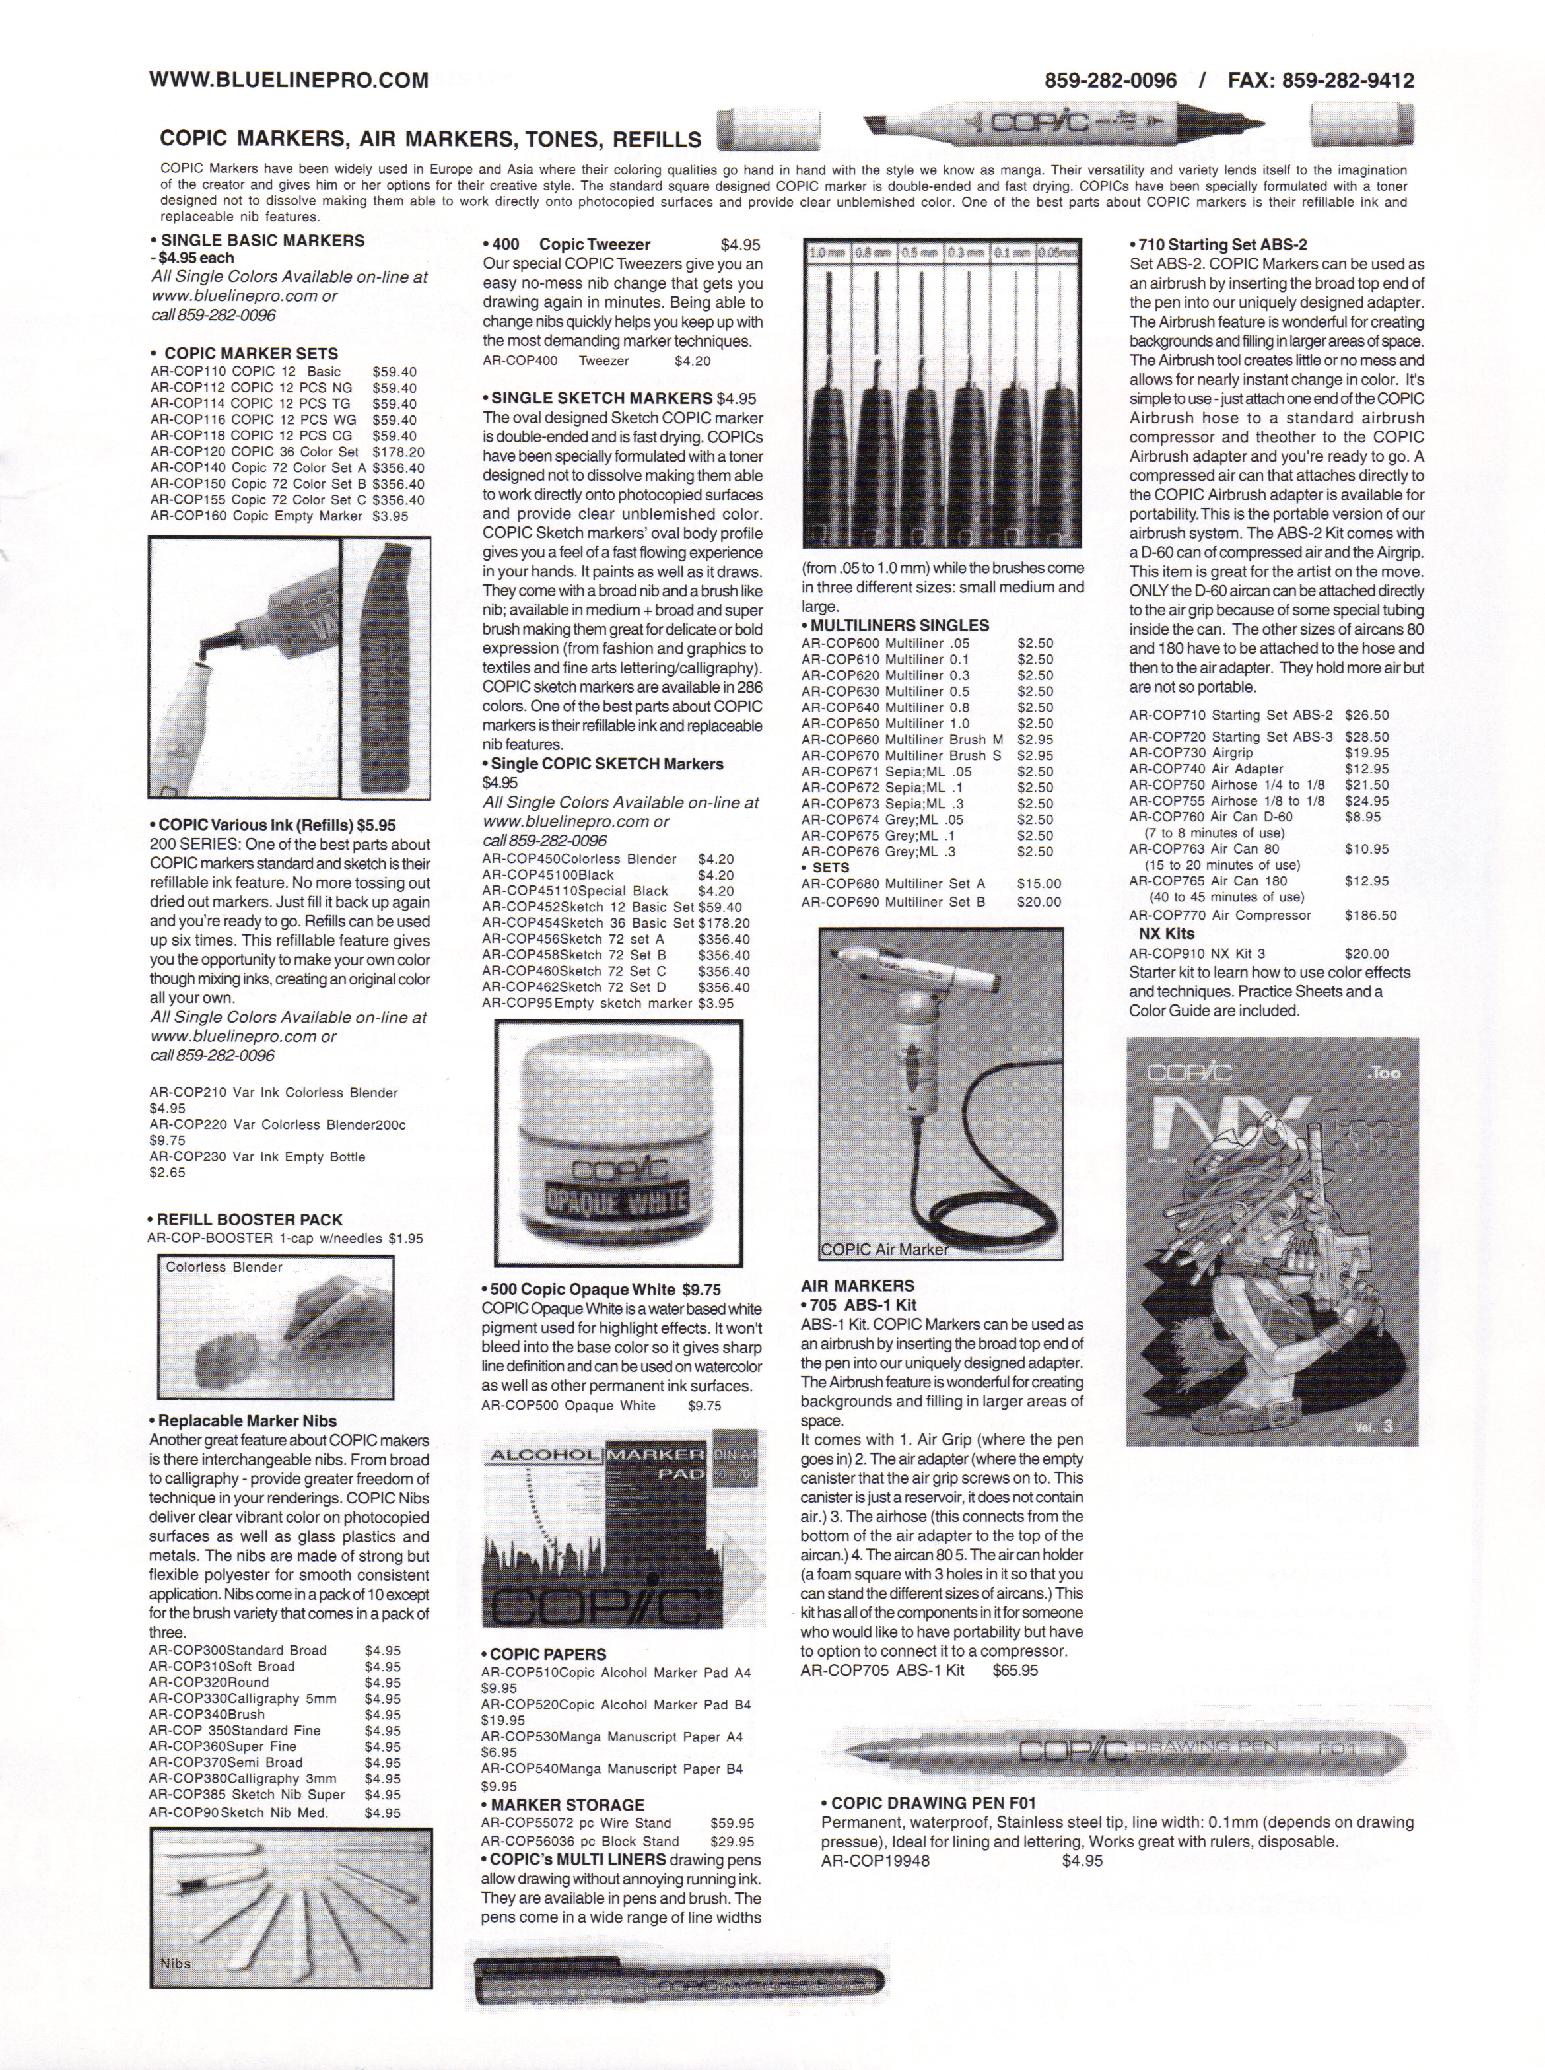 WWW.BLUELINEPRO.COM
859-282-0096 / FAX: 859-282-9412
COPIC MARKERS, AIR MARKERS, TONES, REFILLS
COPIC
COPIC Markers have been widely used in Europe and Asia where their coloring qualities go hand in hand with the style we know as manga. Their versatility and variety lends itself to the imagination
of the creator and gives him or her options for their creative style. The standard square designed COPIC marker is double-ended and fast drying. COPICs have been specially formulated with a toner
designed not to dissolve making them able to work directly onto photocopied surfaces and provide clear unblemished color. One of the best parts about COPIC markers is their refillable ink and
replaceable nib features.
• SINGLE BASIC MARKERS
- $4.95 each
All Single Colors Available on-line at
www.bluelinepro.com or
call 859-282-0096
• COPIC MARKER SETS
AR-COP110 COPIC 12 Basic $59.40
AR-COP112 COPIC 12 PCS NG $59.40
AR-COP114 COPIC 12 PCS TG $59.40
AR-COP116 COPIC 12 PCS WG $59.40
AR-COP118 COPIC 12 PCS CG $59.40
AR-COP120 COPIC 36 Color Set $178.20
AR-COP140 Copic 72 Color Set A $356.40
AR-COP150 Copic 72 Color Set B $356.40
AR-COP155 Copic 72 Color Set C $356.40
AR-COP160 Copic Empty Marker $3.95
• COPIC Various Ink (Refills) $5.95
200 SERIES: One of the best parts about
COPIC markers standard and sketch is their
refillable ink feature. No more tossing out
dried out markers. Just fill it back up again
and you're ready to go. Refills can be used
up six times. This refillable feature gives
you the opportunity to make your own color
though mixing inks, creating an original color
all your own.
All Single Colors Available on-line at
www.bluelinepro.com or
call 859-282-0096
AR-COP210 Var Ink Colorless Blender
$4.95
AR-COP220 Var Colorless Blender200c
$9.75
AR-COP230 Var Ink Empty Bottle
$2.65
• REFILL BOOSTER PACK
AR-COP-BOOSTER 1-cap w/needles $1.95
Colorless Blender
• Replacable Marker Nibs
Another great feature about COPIC makers
is there interchangeable nibs. From broad
to calligraphy - provide greater freedom of
technique in your renderings. COPIC Nibs
deliver clear vibrant color on photocopied
surfaces as well as glass plastics and
metals. The nibs are made of strong but
flexible polyester for smooth consistent
application. Nibs come in a pack of 10 except
for the brush variety that comes in a pack of
three.
AR-COP300Standard Broad $4.95
AR-COP310Soft Broad $4.95
AR-COP320Round $4.95
AR-COP330Calligraphy 5mm $4.95
AR-COP340Brush $4.95
AR-COP 350Standard Fine $4.95
AR-COP360Super Fine $4.95
AR-COP370Semi Broad $4.95
AR-COP380Calligraphy 3mm $4.95
AR-COP385 Sketch Nib Super $4.95
AR-COP90Sketch Nib Med. $4.95
Nibs
• 400 Copic Tweezer $4.95
Our special COPIC Tweezers give you an
easy no-mess nib change that gets you
drawing again in minutes. Being able to
change nibs quickly helps you keep up with
the most demanding marker techniques.
AR-COP400 Tweezer $4.20
• SINGLE SKETCH MARKERS $4.95
The oval designed Sketch COPIC marker
is double-ended and is fast drying. COPICs
have been specially formulated with a toner
designed not to dissolve making them able
to work directly onto photocopied surfaces
and provide clear unblemished color.
COPIC Sketch markers' oval body profile
gives you a feel of a fast flowing experience
in your hands. It paints as well as it draws.
They come with a broad nib and a brush like
nib; available in medium + broad and super
brush making them great for delicate or bold
expression (from fashion and graphics to
textiles and fine arts lettering/calligraphy).
COPIC sketch markers are available in 286
colors. One of the best parts about COPIC
markers is their refillable ink and replaceable
nib features.
• Single COPIC SKETCH Markers
$4.95
All Single Colors Available on-line at
www.bluelinepro.com or
call 859-282-0096
AR-COP450Colorless Blender $4.20
AR-COP45100Black $4.20
AR-COP45110Special Black $4.20
AR-COP452Sketch 12 Basic Set $59.40
AR-COP454Sketch 36 Basic Set $178.20
AR-COP456Sketch 72 set A $356.40
AR-COP458Sketch 72 Set B $356.40
AR-COP460Sketch 72 Set C $356.40
AR-COP462Sketch 72 Set D $356.40
AR-COP95Empty sketch marker $3.95
COPIC
OPAQUE WHITE
• 500 Copic Opaque White $9.75
COPIC Opaque White is a water based white
pigment used for highlight effects. It won't
bleed into the base color so it gives sharp
line definition and can be used on watercolor
as well as other permanent ink surfaces.
AR-COP500 Opaque White $9.75
ALCOHOL MARKER
PAD
DIN A4
COPIC
• COPIC PAPERS
AR-COP510Copic Alcohol Marker Pad A4
$9.95
AR-COP520Copic Alcohol Marker Pad B4
$19.95
AR-COP530Manga Manuscript Paper A4
$6.95
AR-COP540Manga Manuscript Paper B4
$9.95
• MARKER STORAGE
AR-COP55072 pc Wire Stand $59.95
AR-COP56036 pc Block Stand $29.95
• COPIC's MULTI LINERS drawing pens
allow drawing without annoying running ink.
They are available in pens and brush. The
pens come in a wide range of line widths
COPIC
1.0 mm 0.8 mm 0.5 mm 0.3 mm 0.1 mm 0.05mm
(from .05 to 1.0 mm) while the brushes come
in three different sizes: small medium and
large.
• MULTILINERS SINGLES
AR-COP600 Multiliner .05 $2.50
AR-COP610 Multiliner 0.1 $2.50
AR-COP620 Multiliner 0.3 $2.50
AR-COP630 Multiliner 0.5 $2.50
AR-COP640 Multiliner 0.8 $2.50
AR-COP650 Multiliner 1.0 $2.50
AR-COP660 Multiliner Brush M $2.95
AR-COP670 Multiliner Brush S $2.95
AR-COP671 Sepia;ML .05 $2.50
AR-COP672 Sepia;ML .1 $2.50
AR-COP673 Sepia;ML .3 $2.50
AR-COP674 Grey;ML .05 $2.50
AR-COP675 Grey;ML .1 $2.50
AR-COP676 Grey;ML .3 $2.50
• SETS
AR-COP680 Multiliner Set A $15.00
AR-COP690 Multiliner Set B $20.00
COPIC Air Marker
AIR MARKERS
• 705 ABS-1 Kit
ABS-1 Kit. COPIC Markers can be used as
an airbrush by inserting the broad top end of
the pen into our uniquely designed adapter.
The Airbrush feature is wonderful for creating
backgrounds and filling in larger areas of
space.
It comes with 1. Air Grip (where the pen
goes in) 2. The air adapter (where the empty
canister that the air grip screws on to. This
canister is just a reservoir, it does not contain
air.) 3. The airhose (this connects from the
bottom of the air adapter to the top of the
aircan.) 4. The aircan 80 5. The air can holder
(a foam square with 3 holes in it so that you
can stand the different sizes of aircans.) This
kit has all of the components in it for someone
who would like to have portability but have
to option to connect it to a compressor.
AR-COP705 ABS-1 Kit $65.95
• 710 Starting Set ABS-2
Set ABS-2. COPIC Markers can be used as
an airbrush by inserting the broad top end of
the pen into our uniquely designed adapter.
The Airbrush feature is wonderful for creating
backgrounds and filling in larger areas of space.
The Airbrush tool creates little or no mess and
allows for nearly instant change in color. It's
simple to use - just attach one end of the COPIC
Airbrush hose to a standard airbrush
compressor and theother to the COPIC
Airbrush adapter and you're ready to go. A
compressed air can that attaches directly to
the COPIC Airbrush adapter is available for
portability. This is the portable version of our
airbrush system. The ABS-2 Kit comes with
a D-60 can of compressed air and the Airgrip.
This item is great for the artist on the move.
ONLY the D-60 aircan can be attached directly
to the air grip because of some special tubing
inside the can. The other sizes of aircans 80
and 180 have to be attached to the hose and
then to the air adapter. They hold more air but
are not so portable.
AR-COP710 Starting Set ABS-2 $26.50
AR-COP720 Starting Set ABS-3 $28.50
AR-COP730 Airgrip $19.95
AR-COP740 Air Adapter $12.95
AR-COP750 Airhose 1/4 to 1/8 $21.50
AR-COP755 Airhose 1/8 to 1/8 $24.95
AR-COP760 Air Can D-60 $8.95
(7 to 8 minutes of use)
AR-COP763 Air Can 80 $10.95
(15 to 20 minutes of use)
AR-COP765 Air Can 180 $12.95
(40 to 45 minutes of use)
AR-COP770 Air Compressor $186.50
NX Kits
AR-COP910 NX Kit 3 $20.00
Starter kit to learn how to use color effects
and techniques. Practice Sheets and a
Color Guide are included.
COPIC .Too
NX
Vol. 3
COPIC DRAWING PEN F01
• COPIC DRAWING PEN F01
Permanent, waterproof, Stainless steel tip, line width: 0.1mm (depends on drawing
pressue), Ideal for lining and lettering, Works great with rulers, disposable.
AR-COP19948 $4.95